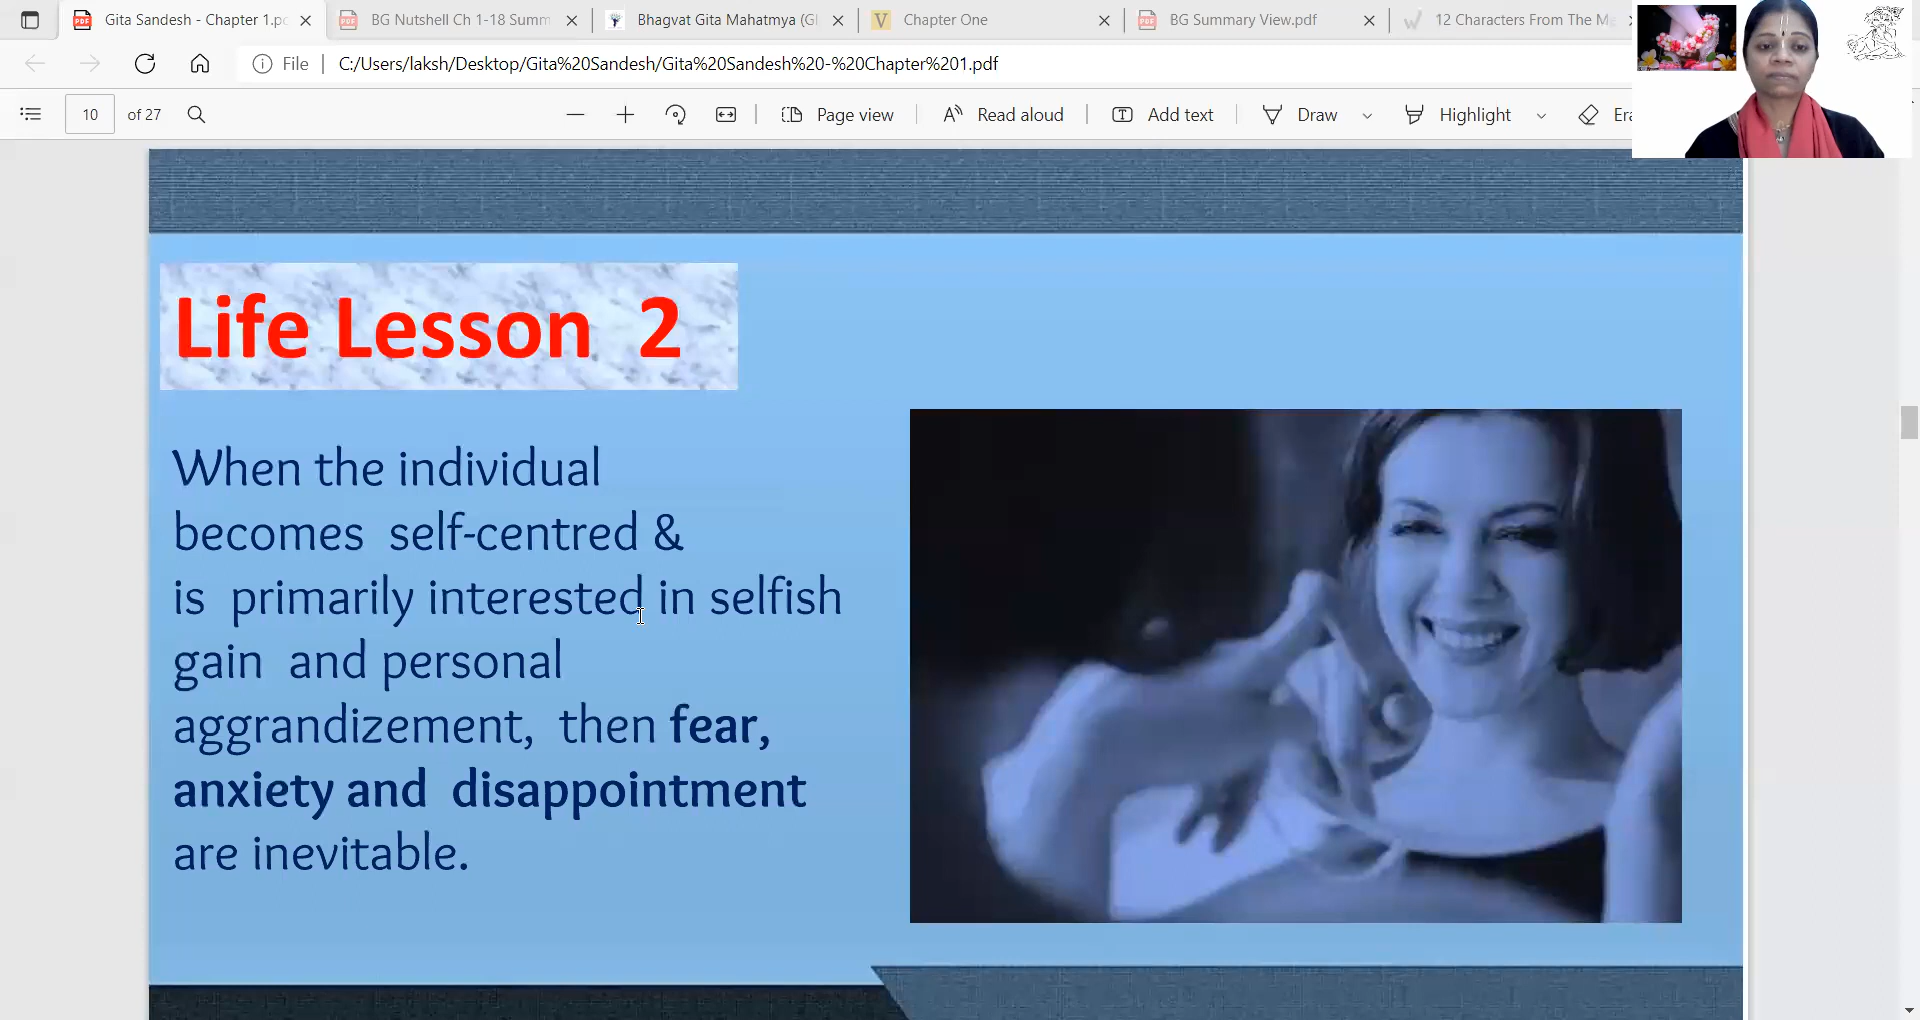 Gita Sandesh - Chapter 1.p
BG Nutshell Ch 1-18 Summ
Bhagvat Gita Mahatmya (Gl
Chapter One
BG Summary View.pdf
12 Characters From The M
File
C:/Users/laksh/Desktop/Gita%20Sandesh/Gita%20Sandesh%20-%20Chapter%201.pdf
10 of 27
Page view
Read aloud
Add text
Draw
Highlight
Life Lesson 2
When the individual
becomes self-centred &
is primarily interested in selfish
gain and personal
aggrandizement, then fear,
anxiety and disappointment
are inevitable.